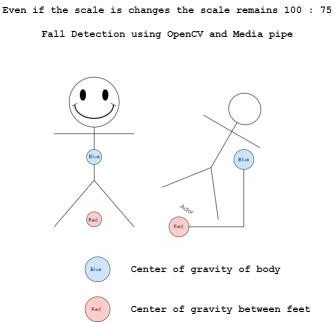 Even if the scale is changes the scale remains 100 : 75
Fall Detection using OpenCV and Media pipe
Blue
Blue
Actor
Red
Red
Blue
Center of gravity of body
Red
Center of gravity between feet